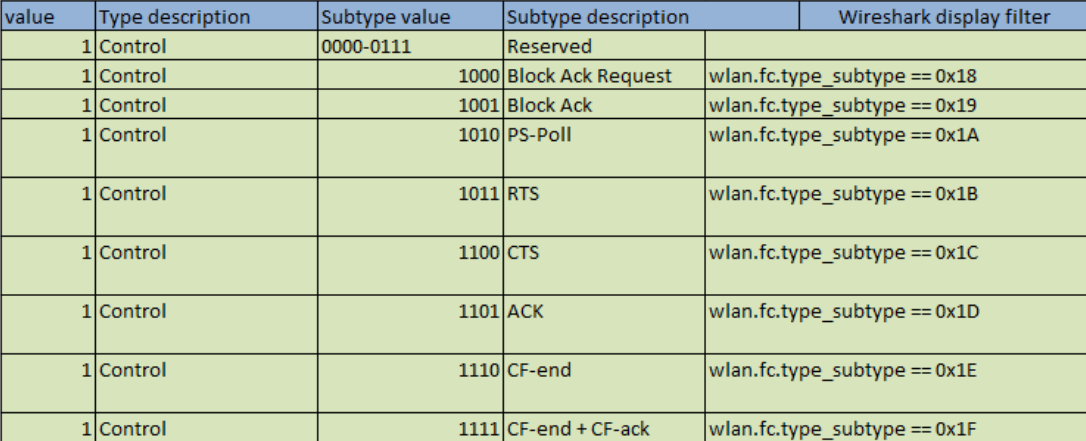 value Type description Subtype value Subtype description Wireshark display filter
1 Control 0000-0111 Reserved
1 Control 1000 Block Ack Request wlan.fc.type_subtype == 0x18
1 Control 1001 Block Ack wlan.fc.type_subtype == 0x19
1 Control 1010 PS-Poll wlan.fc.type_subtype == 0x1A
1 Control 1011 RTS wlan.fc.type_subtype == 0x1B
1 Control 1100 CTS wlan.fc.type_subtype == 0x1C
1 Control 1101 ACK wlan.fc.type_subtype == 0x1D
1 Control 1110 CF-end wlan.fc.type_subtype == 0x1E
1 Control 1111 CF-end + CF-ack wlan.fc.type_subtype == 0x1F